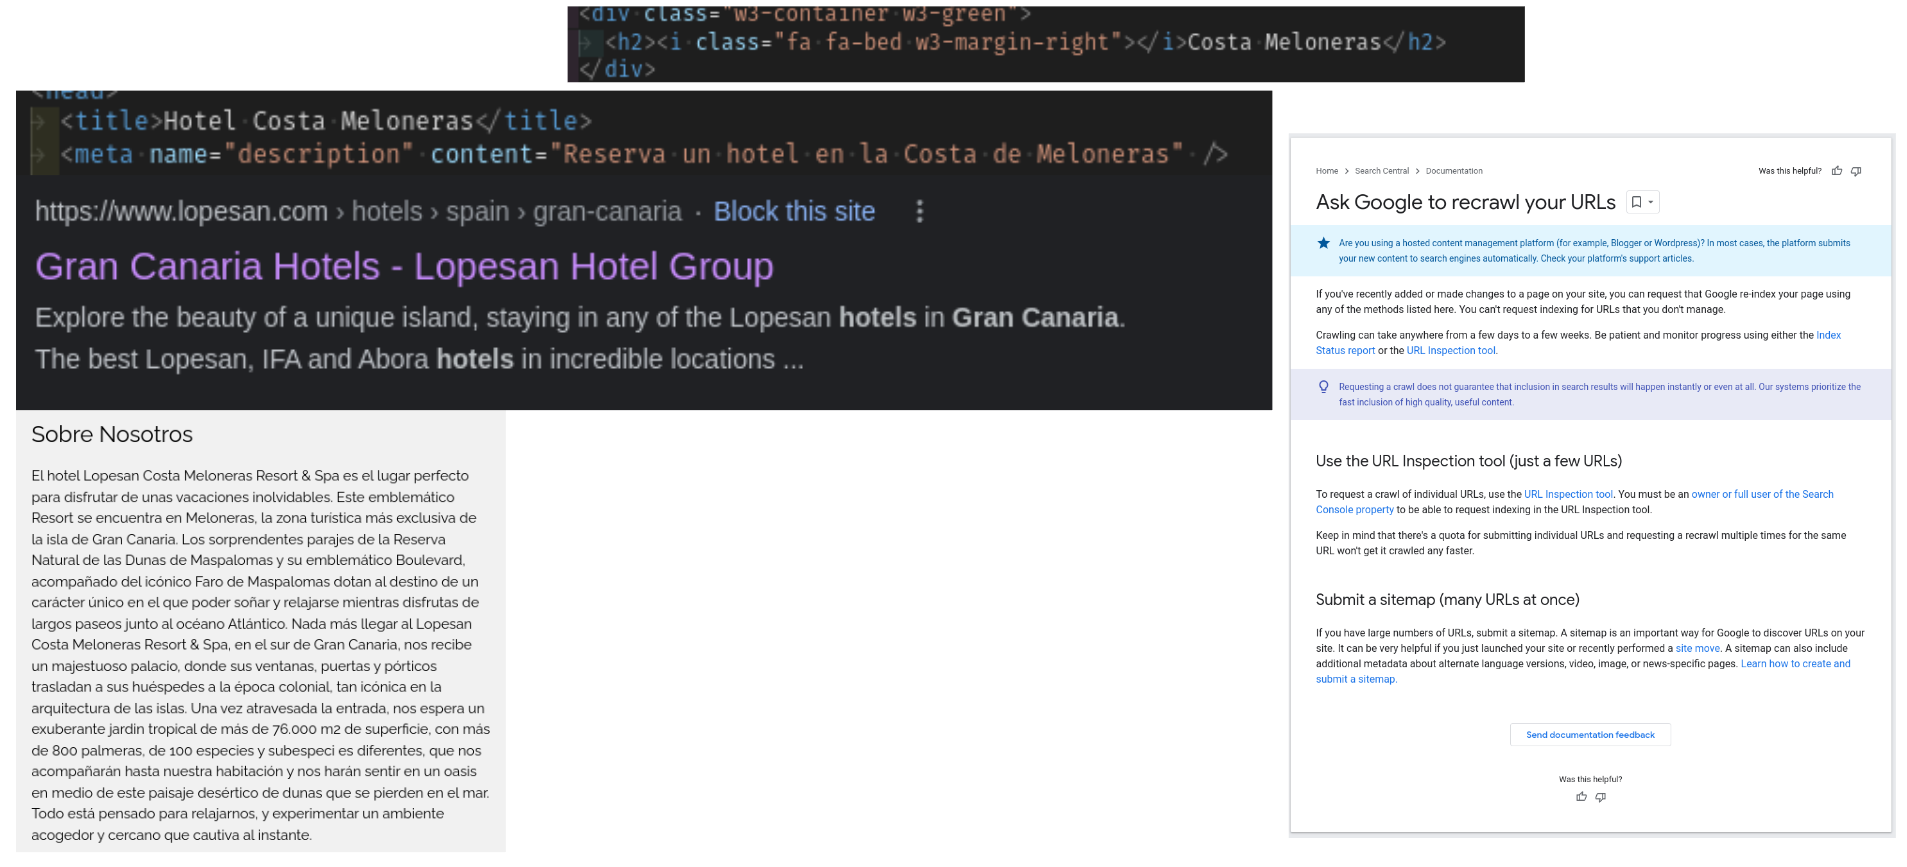 <div class="w3-container w3-green">
<h2><i class="fa fa-bed w3-margin-right"></i>Costa Meloneras</h2>
</div>
<head>
<title>Hotel Costa Meloneras</title>
<meta name="description" content="Reserva un hotel en la Costa de Meloneras" />
https://www.lopesan.com › hotels › spain › gran-canaria · Block this site
Gran Canaria Hotels - Lopesan Hotel Group
Explore the beauty of a unique island, staying in any of the Lopesan hotels in Gran Canaria.
The best Lopesan, IFA and Abora hotels in incredible locations ...
Sobre Nosotros
El hotel Lopesan Costa Meloneras Resort & Spa es el lugar perfecto
para disfrutar de unas vacaciones inolvidables. Este emblemático
Resort se encuentra en Meloneras, la zona turística más exclusiva de
la isla de Gran Canaria. Los sorprendentes parajes de la Reserva
Natural de las Dunas de Maspalomas y su emblemático Boulevard,
acompañado del icónico Faro de Maspalomas dotan al destino de un
carácter único en el que poder soñar y relajarse mientras disfrutas de
largos paseos junto al océano Atlántico. Nada más llegar al Lopesan
Costa Meloneras Resort & Spa, en el sur de Gran Canaria, nos recibe
un majestuoso palacio, donde sus ventanas, puertas y pórticos
trasladan a sus huéspedes a la época colonial, tan icónica en la
arquitectura de las islas. Una vez atravesada la entrada, nos espera un
exuberante jardin tropical de más de 76.000 m2 de superficie, con más
de 800 palmeras, de 100 especies y subespeci es diferentes, que nos
acompañarán hasta nuestra habitación y nos harán sentir en un oasis
en medio de este paisaje desértico de dunas que se pierden en el mar.
Todo está pensado para relajarnos, y experimentar un ambiente
acogedor y cercano que cautiva al instante.
Home > Search Central > Documentation
Was this helpful?
Ask Google to recrawl your URLs
Are you using a hosted content management platform (for example, Blogger or Wordpress)? In most cases, the platform submits
your new content to search engines automatically. Check your platform's support articles.
If you've recently added or made changes to a page on your site, you can request that Google re-index your page using
any of the methods listed here. You can't request indexing for URLs that you don't manage.
Crawling can take anywhere from a few days to a few weeks. Be patient and monitor progress using either the Index
Status report or the URL Inspection tool.
Requesting a crawl does not guarantee that inclusion in search results will happen instantly or even at all. Our systems prioritize the
fast inclusion of high quality, useful content.
Use the URL Inspection tool (just a few URLs)
To request a crawl of individual URLs, use the URL Inspection tool. You must be an owner or full user of the Search
Console property to be able to request indexing in the URL Inspection tool.
Keep in mind that there's a quota for submitting individual URLs and requesting a recrawl multiple times for the same
URL won't get it crawled any faster.
Submit a sitemap (many URLs at once)
If you have large numbers of URLs, submit a sitemap. A sitemap is an important way for Google to discover URLs on your
site. It can be very helpful if you just launched your site or recently performed a site move. A sitemap can also include
additional metadata about alternate language versions, video, image, or news-specific pages. Learn how to create and
submit a sitemap.
Send documentation feedback
Was this helpful?